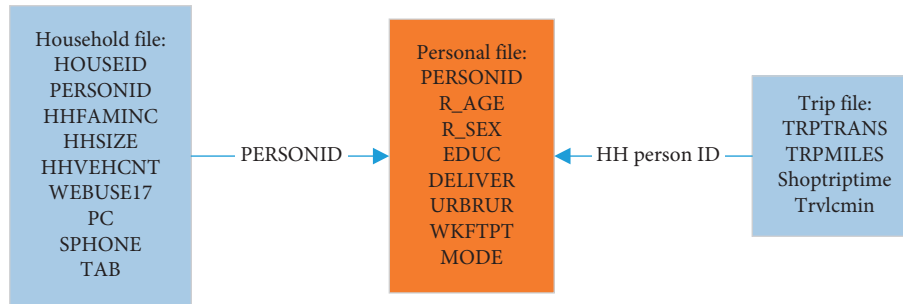 Household file:
HOUSEID
PERSONID
HHFAMINC
HHSIZE
HHVEHCNT
WEBUSE17
PC
SPHONE
TAB
PERSONID
Personal file:
PERSONID
R_AGE
R_SEX
EDUC
DELIVER
URBRUR
WKFTPT
MODE
HH person ID
Trip file:
TRPTRANS
TRPMILES
Shoptriptime
Trvlcmin